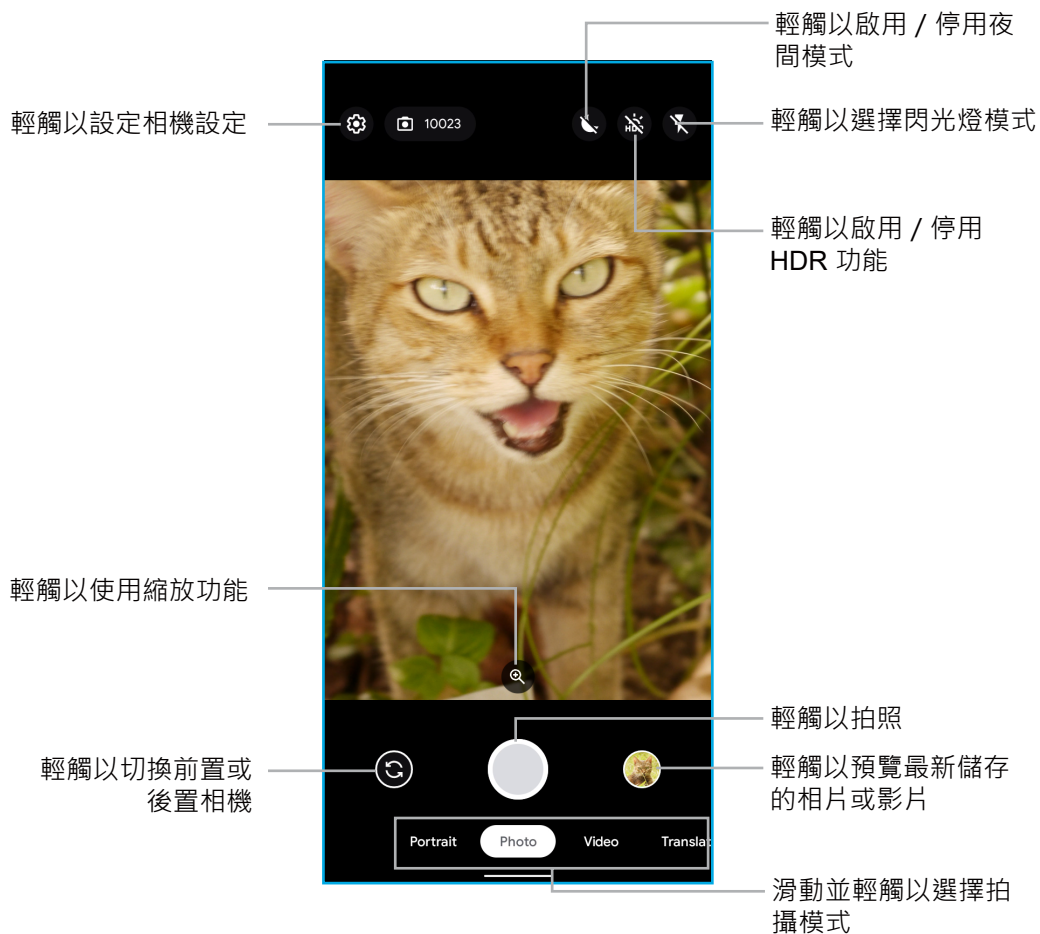 輕觸以啟用 / 停用夜
間模式
輕觸以設定相機設定
10023
HDR
輕觸以選擇閃光燈模式
輕觸以啟用 / 停用
HDR 功能
輕觸以使用縮放功能
輕觸以拍照
輕觸以切換前置或
後置相機
輕觸以預覽最新儲存
的相片或影片
Portrait Photo Video Translat
滑動並輕觸以選擇拍
攝模式